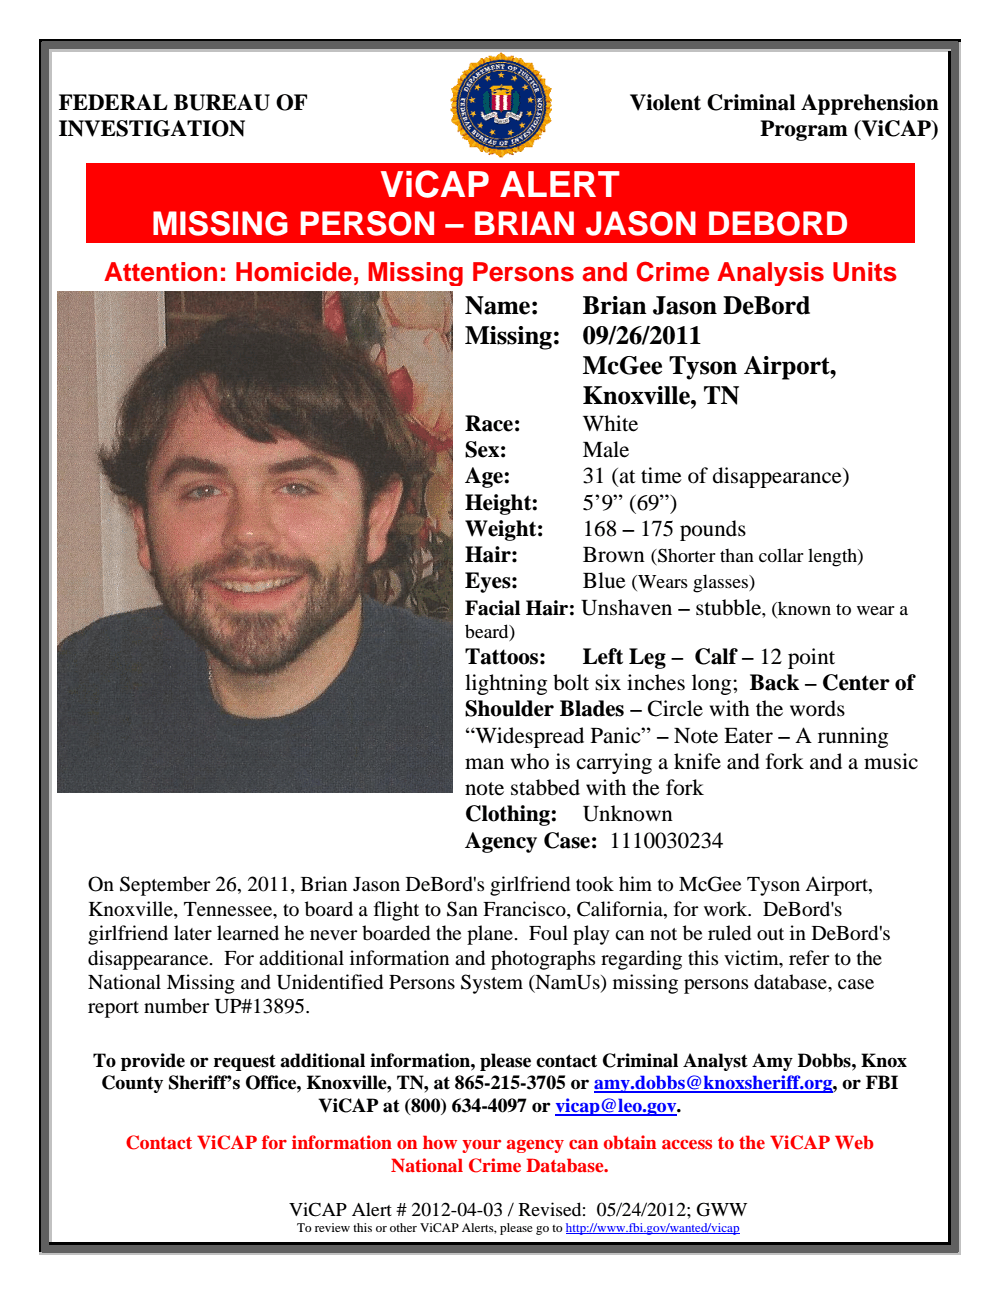 FEDERAL BUREAU OF
INVESTIGATION
DEPARTMENT OF JUSTICE
FEDERAL BUREAU OF INVESTIGATION
Violent Criminal Apprehension
Program (ViCAP)
ViCAP ALERT
MISSING PERSON – BRIAN JASON DEBORD
Attention: Homicide, Missing Persons and Crime Analysis Units
Name: Brian Jason DeBord
Missing: 09/26/2011
McGee Tyson Airport,
Knoxville, TN
Race: White
Sex: Male
Age: 31 (at time of disappearance)
Height: 5’9” (69”)
Weight: 168 – 175 pounds
Hair: Brown (Shorter than collar length)
Eyes: Blue (Wears glasses)
Facial Hair: Unshaven – stubble, (known to wear a
beard)
Tattoos: Left Leg – Calf – 12 point
lightning bolt six inches long; Back – Center of
Shoulder Blades – Circle with the words
“Widespread Panic” – Note Eater – A running
man who is carrying a knife and fork and a music
note stabbed with the fork
Clothing: Unknown
Agency Case: 1110030234
On September 26, 2011, Brian Jason DeBord's girlfriend took him to McGee Tyson Airport,
Knoxville, Tennessee, to board a flight to San Francisco, California, for work. DeBord's
girlfriend later learned he never boarded the plane. Foul play can not be ruled out in DeBord's
disappearance. For additional information and photographs regarding this victim, refer to the
National Missing and Unidentified Persons System (NamUs) missing persons database, case
report number UP#13895.
To provide or request additional information, please contact Criminal Analyst Amy Dobbs, Knox
County Sheriff’s Office, Knoxville, TN, at 865-215-3705 or amy.dobbs@knoxsheriff.org, or FBI
ViCAP at (800) 634-4097 or vicap@leo.gov.
Contact ViCAP for information on how your agency can obtain access to the ViCAP Web
National Crime Database.
ViCAP Alert # 2012-04-03 / Revised: 05/24/2012; GWW
To review this or other ViCAP Alerts, please go to http://www.fbi.gov/wanted/vicap